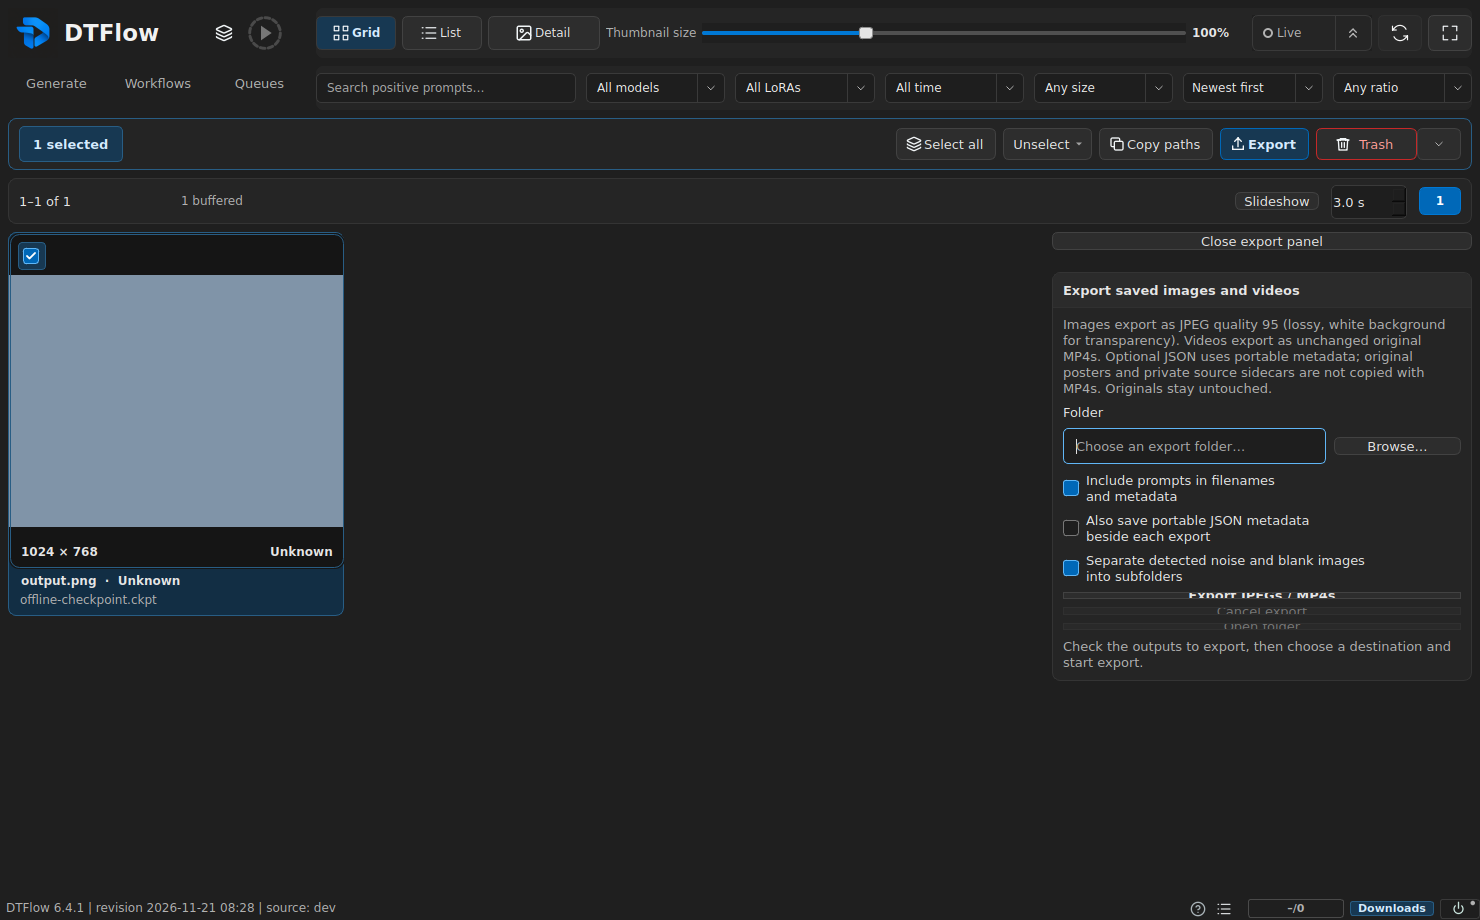 DTFlow
Grid
List
Detail
Thumbnail size
100%
Live
Generate
Workflows
Queues
Search positive prompts...
All models
All LoRAs
All time
Any size
Newest first
Any ratio
1 selected
Select all
Unselect
Copy paths
Export
Trash
1–1 of 1
1 buffered
Slideshow
3.0 s
1
Close export panel
1024 × 768
Unknown
output.png · Unknown
offline-checkpoint.ckpt
Export saved images and videos
Images export as JPEG quality 95 (lossy, white background
for transparency). Videos export as unchanged original
MP4s. Optional JSON uses portable metadata; original
posters and private source sidecars are not copied with
MP4s. Originals stay untouched.
Folder
Choose an export folder...
Browse...
Include prompts in filenames
and metadata
Also save portable JSON metadata
beside each export
Separate detected noise and blank images
into subfolders
Export JPEGs / MP4s
Cancel export
Open folder
Check the outputs to export, then choose a destination and
start export.
DTFlow 6.4.1 | revision 2026-11-21 08:28 | source: dev
-/0
Downloads